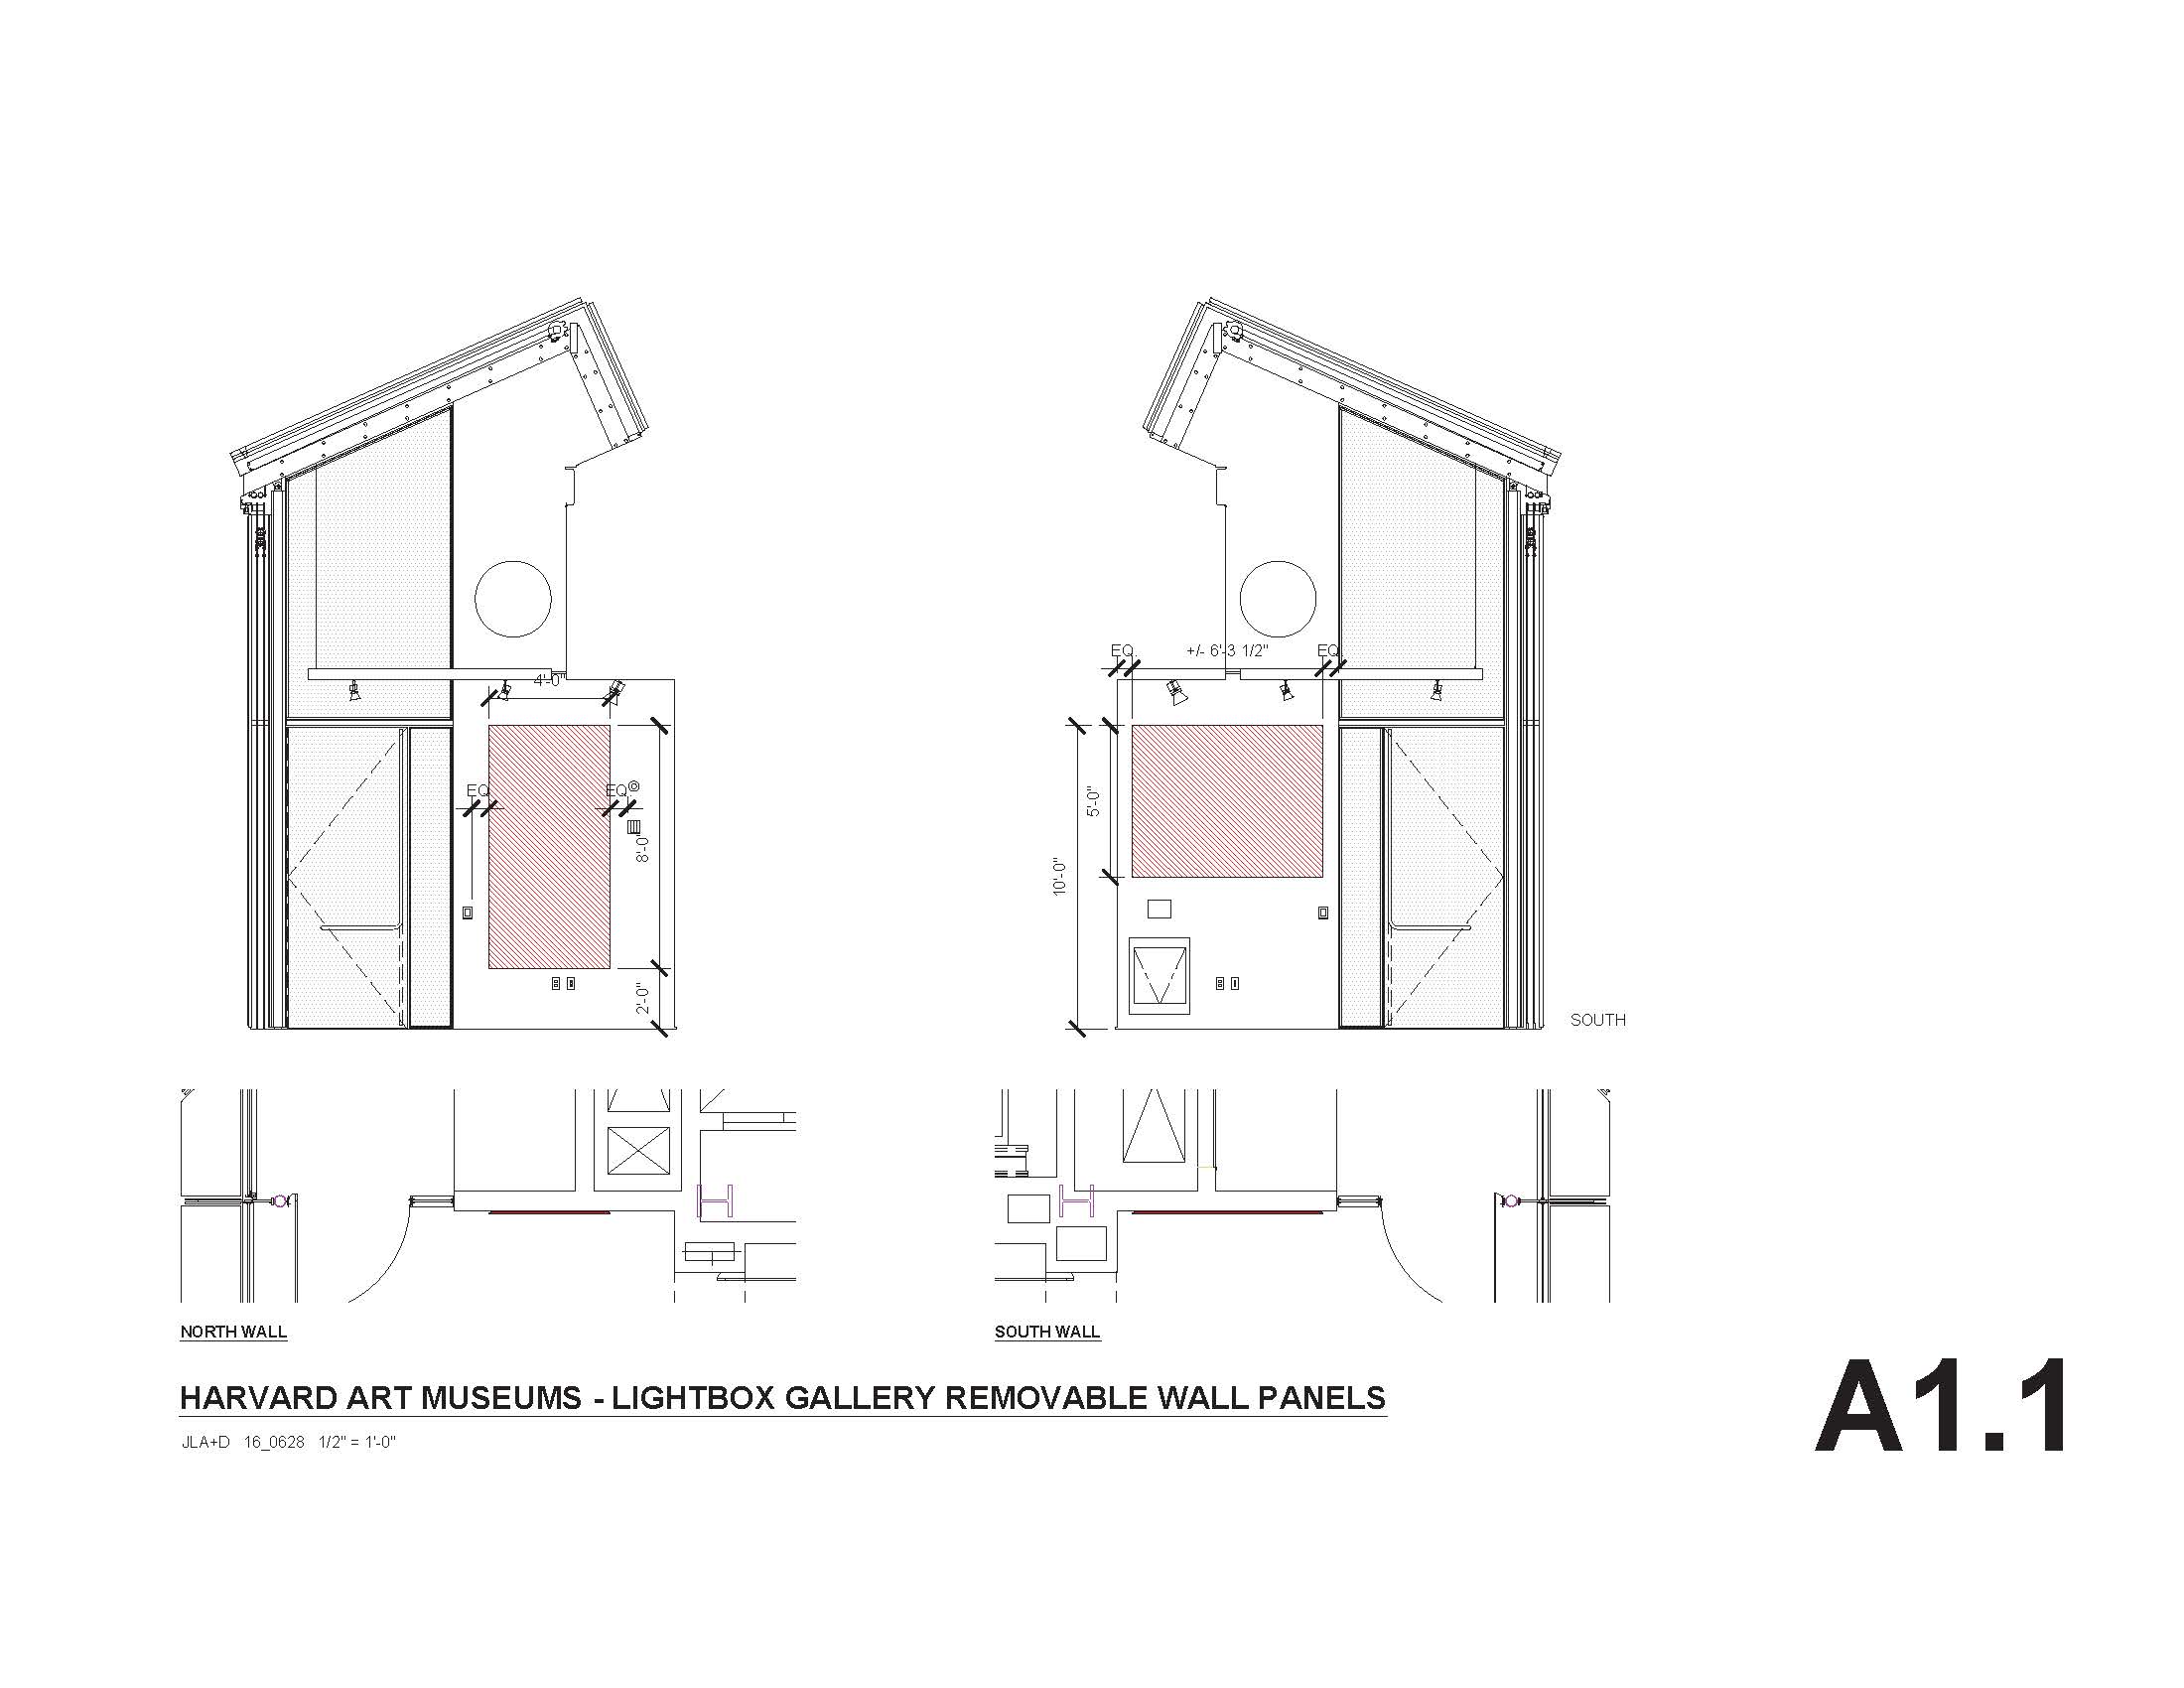 4'-0"
EQ.
EQ.
8'-0"
2'-0"
EQ.
+/- 6'-3 1/2"
EQ.
5'-0"
10'-0"
SOUTH
NORTH WALL
SOUTH WALL
HARVARD ART MUSEUMS - LIGHTBOX GALLERY REMOVABLE WALL PANELS
JLA+D 16_0628 1/2" = 1'-0"
A1.1